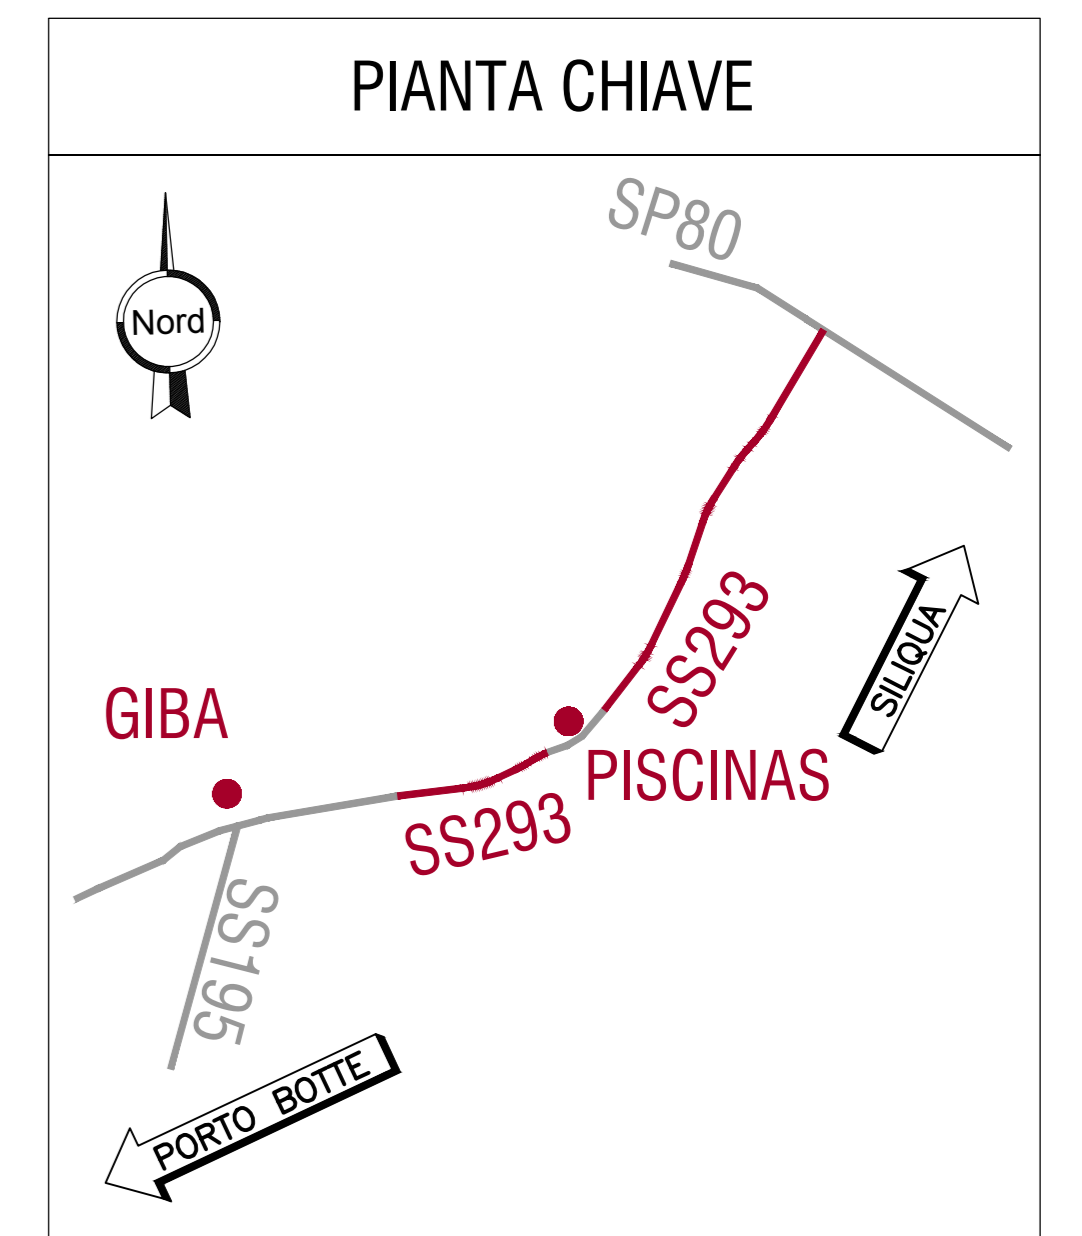 PIANTA CHIAVE
SP80
Nord
SS293
SILIQUA
GIBA
PISCINAS
SS293
SS195
PORTO BOTTE